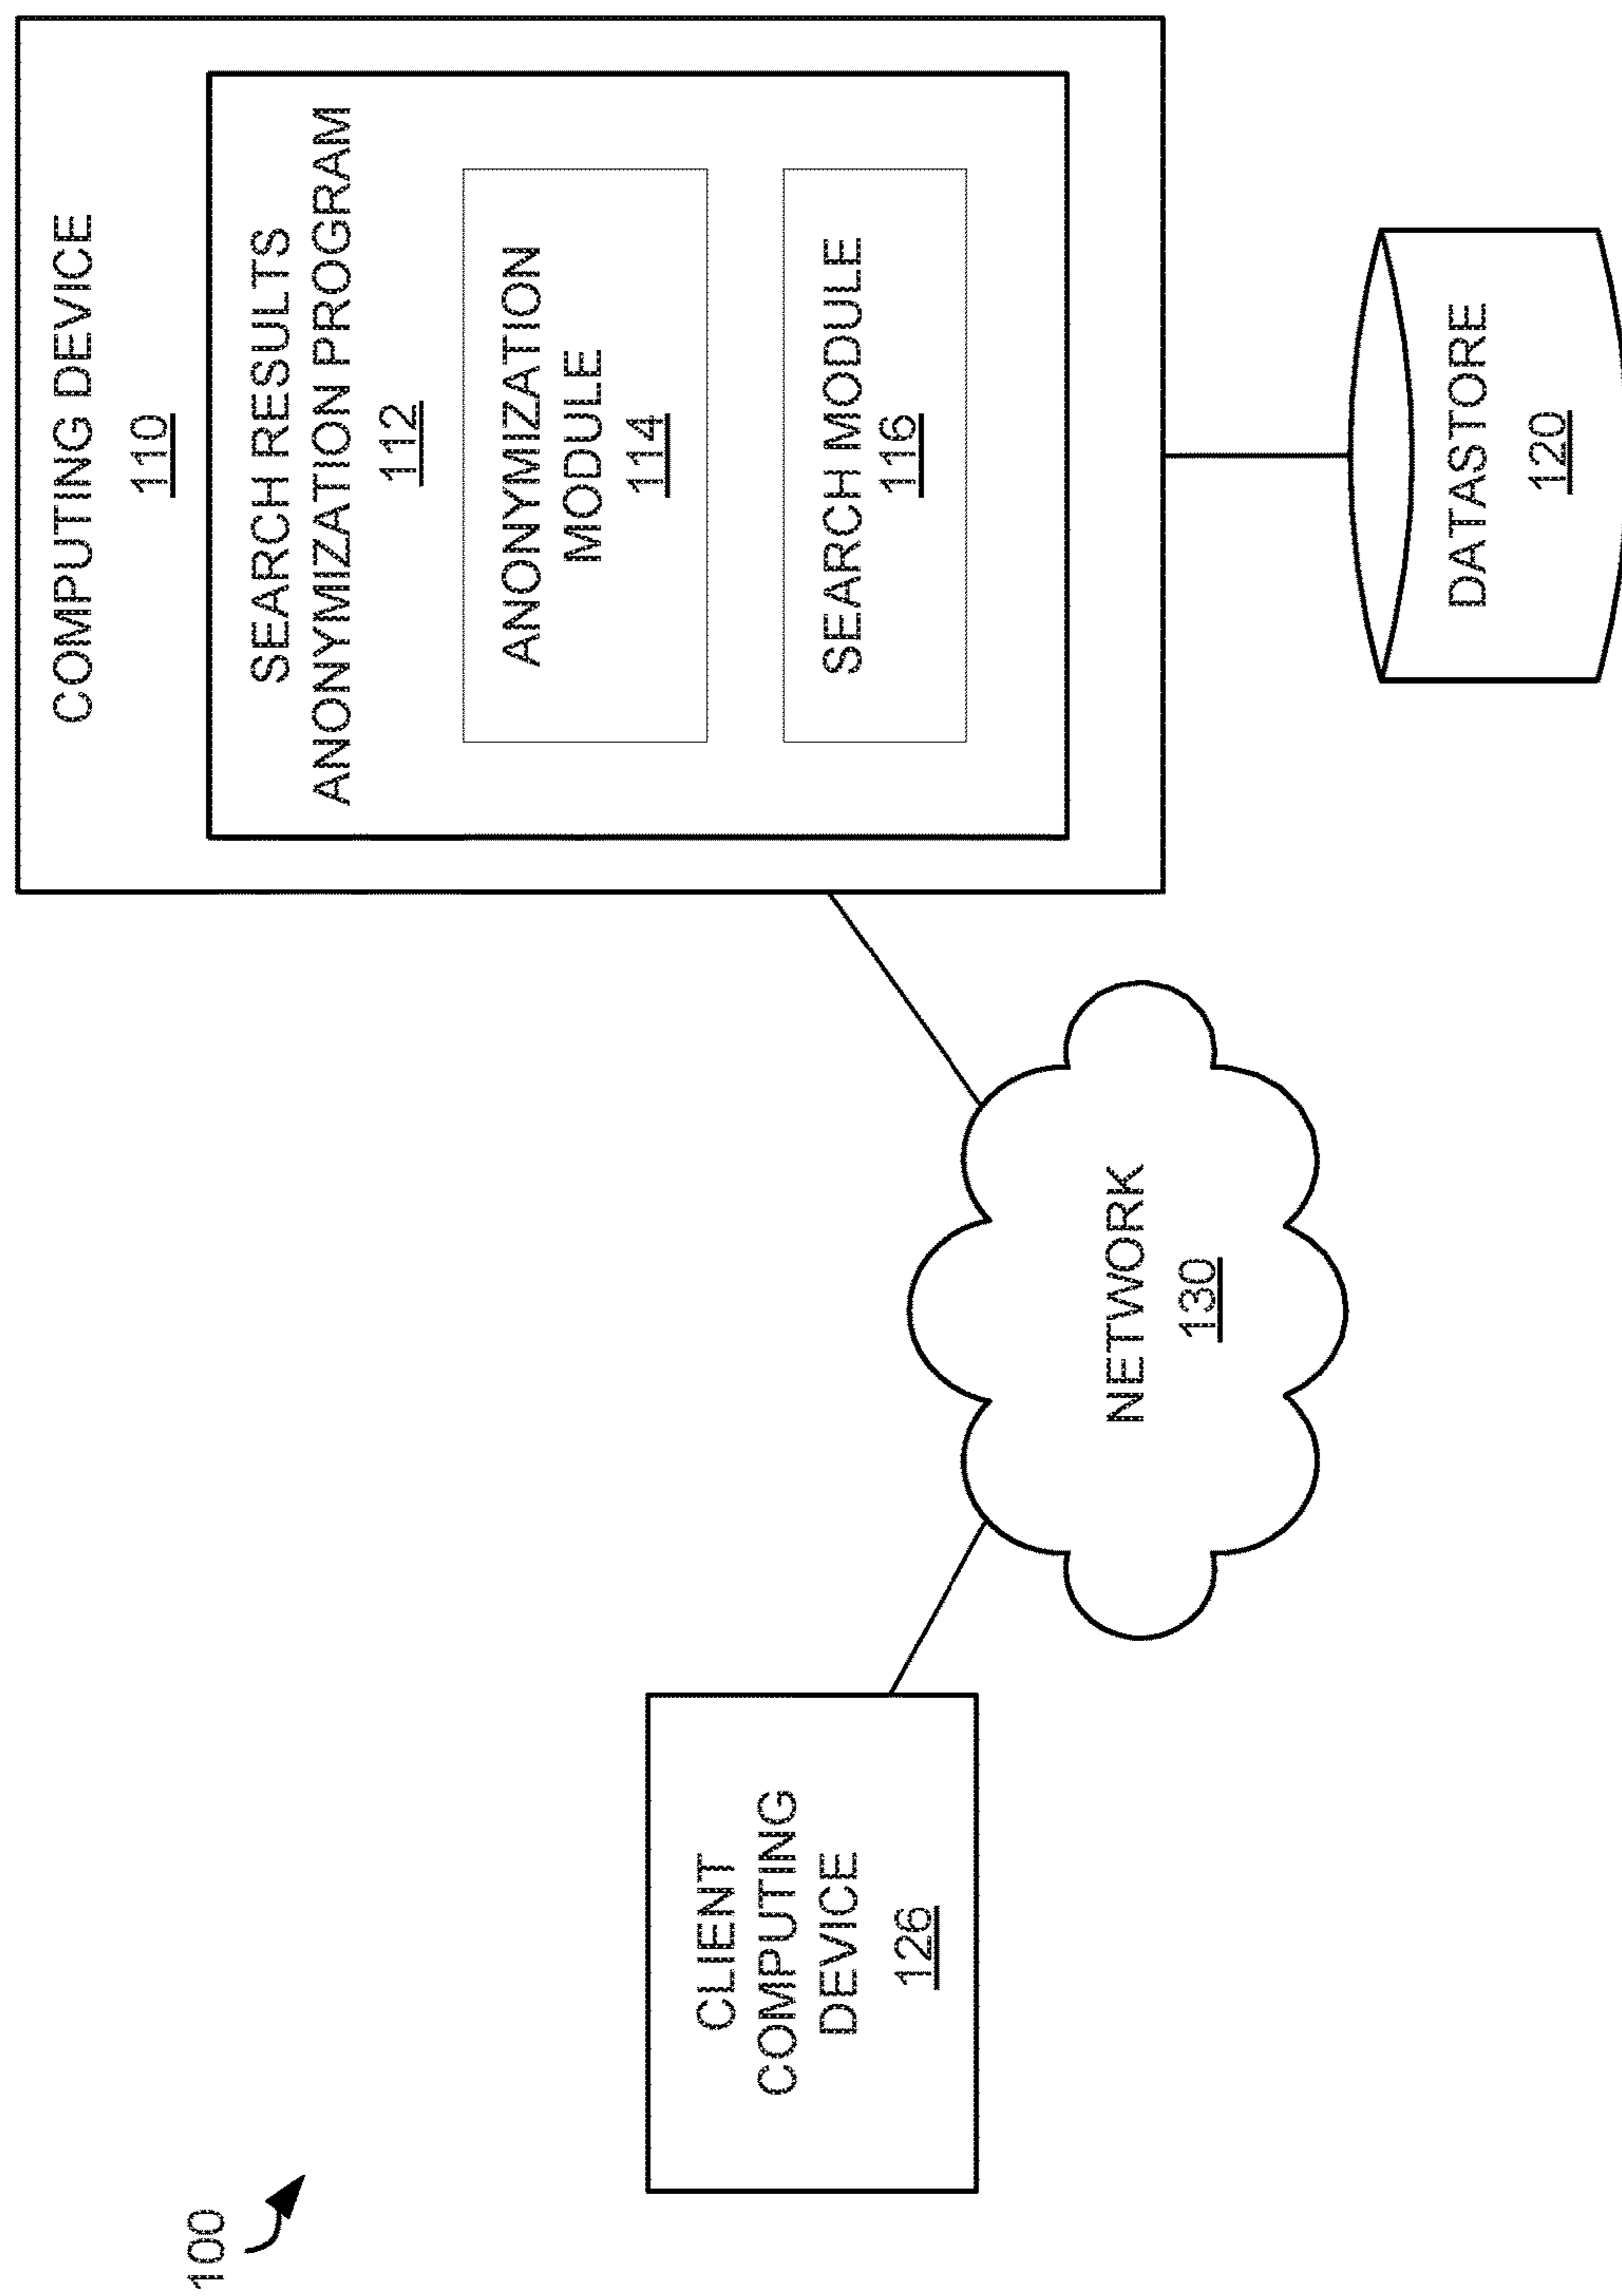 100
COMPUTING DEVICE
110
SEARCH RESULTS
ANONYMIZATION PROGRAM
112
ANONYMIZATION
MODULE
114
SEARCH MODULE
116
CLIENT
COMPUTING
DEVICE
126
NETWORK
130
DATASTORE
120